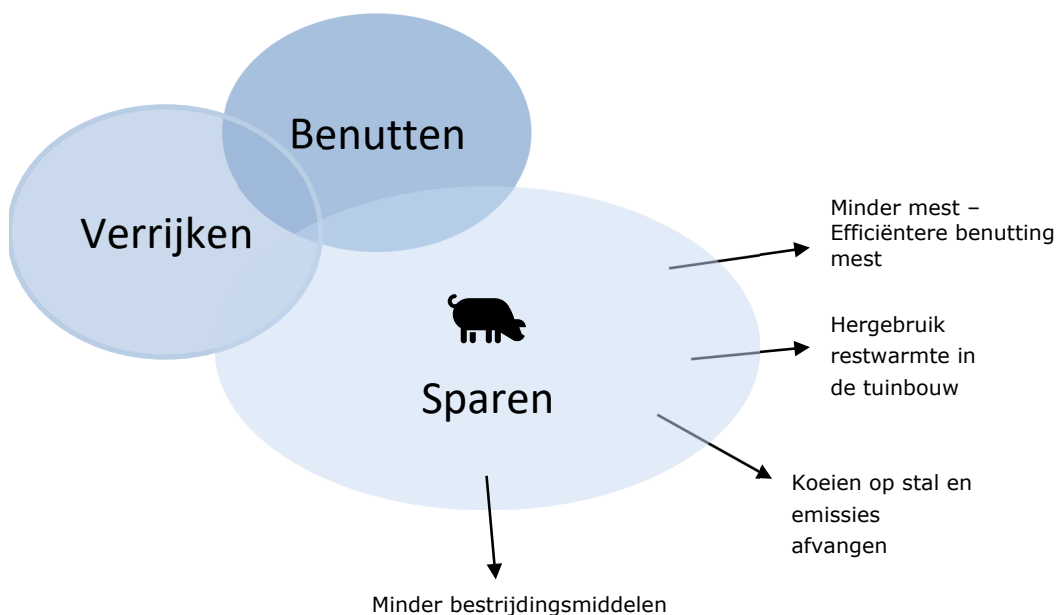 Benutten
Verrijken
Minder mest –
Efficiëntere benutting
mest
Hergebruik
restwarmte in
de tuinbouw
Sparen
Koeien op stal en
emissies
afvangen
Minder bestrijdingsmiddelen